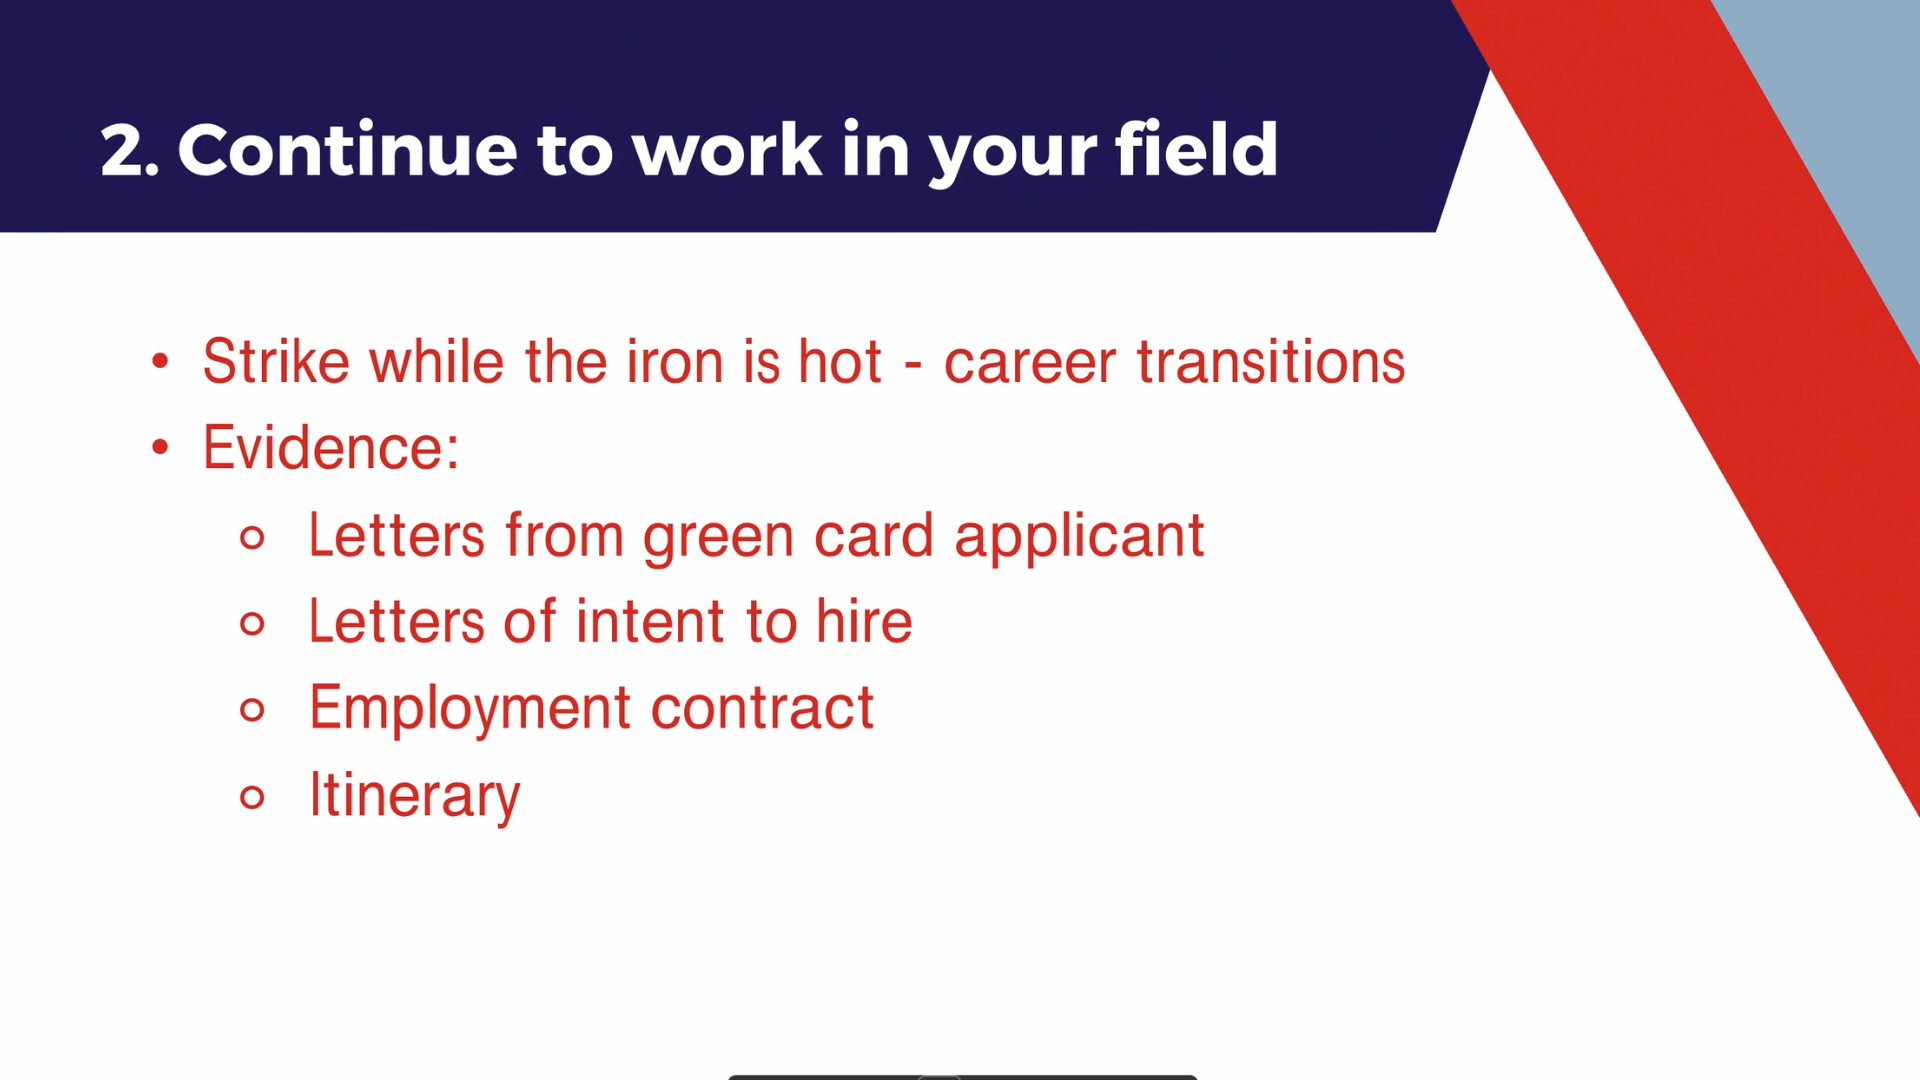 2. Continue to work in your field
• Strike while the iron is hot - career transitions
• Evidence:
○ Letters from green card applicant
○ Letters of intent to hire
○ Employment contract
○ Itinerary